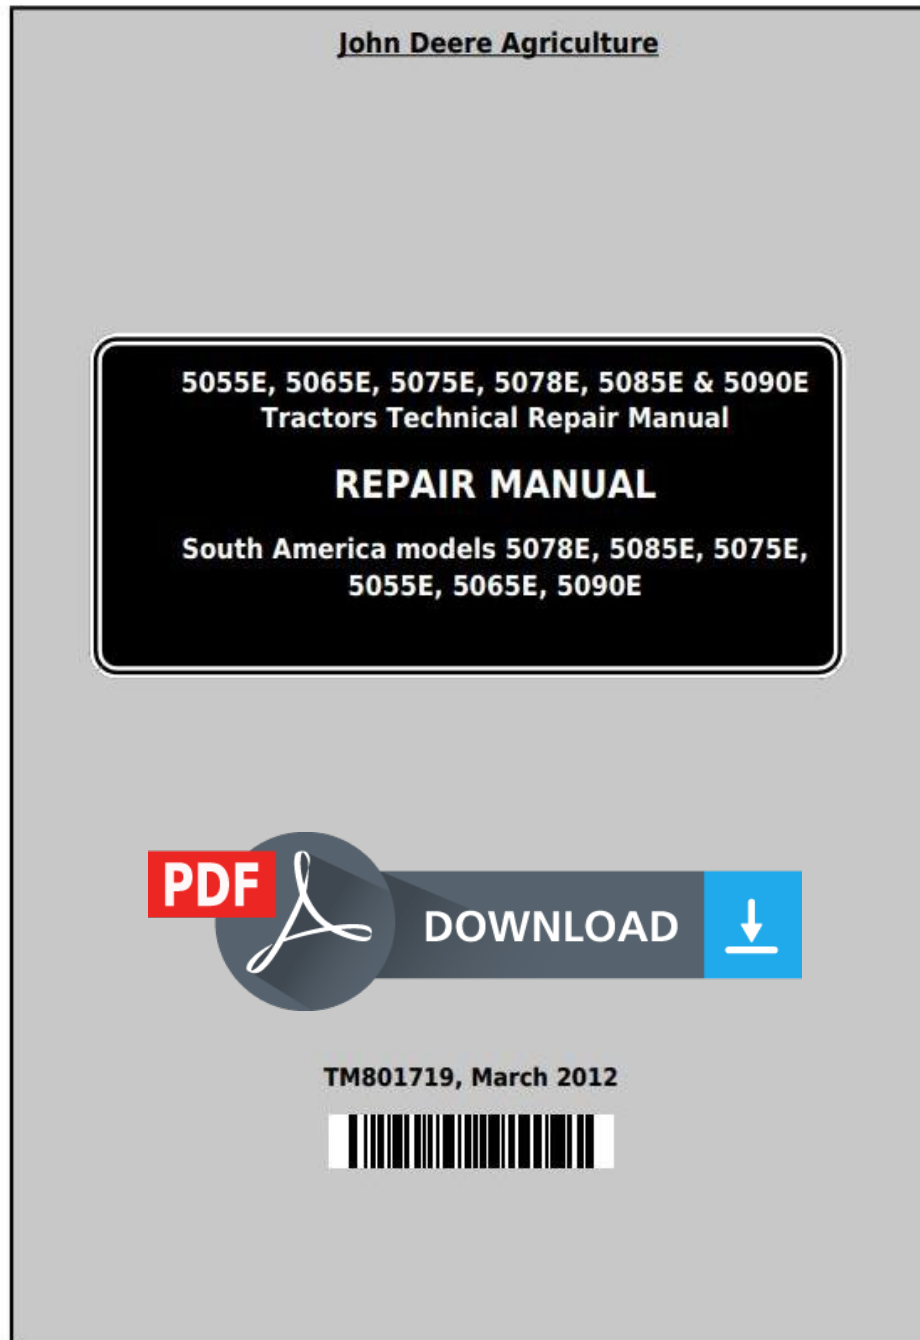 John Deere Agriculture
5055E, 5065E, 5075E, 5078E, 5085E & 5090E
Tractors Technical Repair Manual
REPAIR MANUAL
South America models 5078E, 5085E, 5075E,
5055E, 5065E, 5090E
PDF
DOWNLOAD
TM801719, March 2012